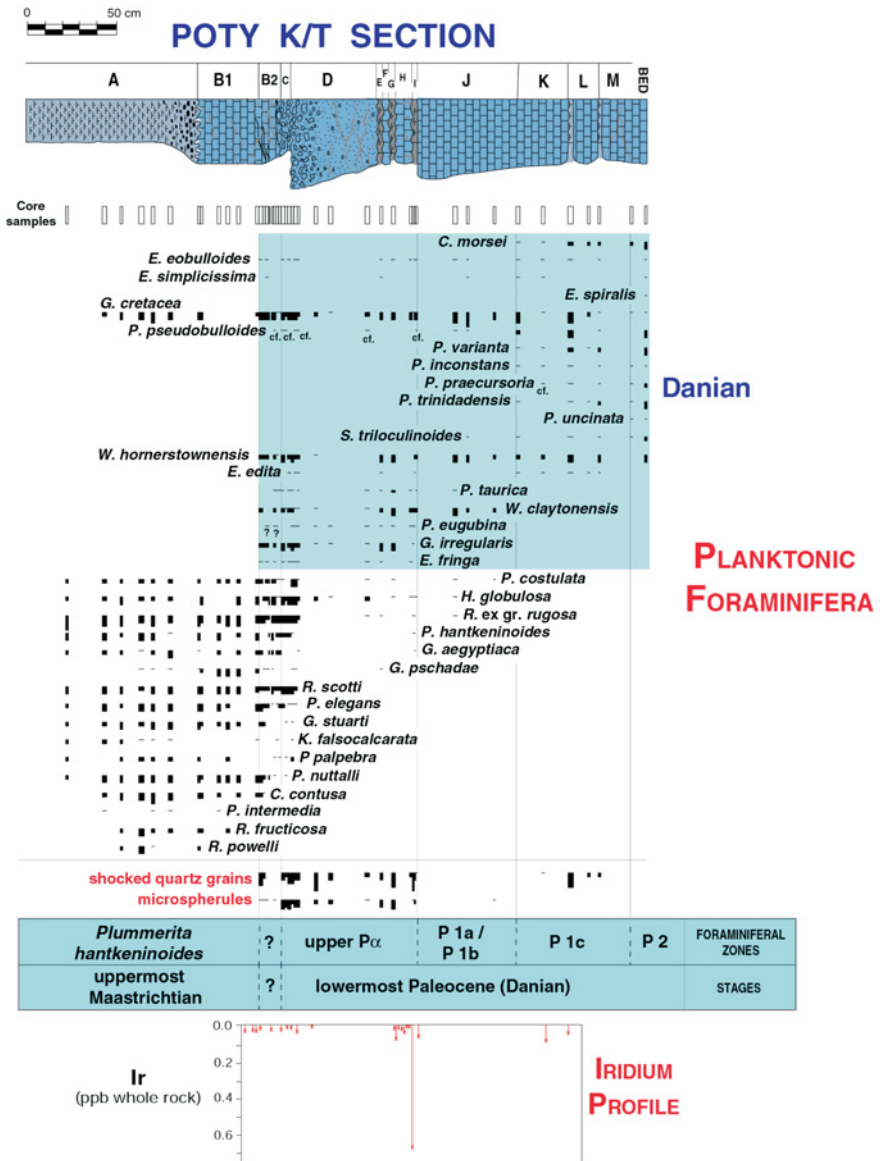 0 50 cm
POTY K/T SECTION
A B1 B2 C D E F G H I J K L M BED
Core
samples
C. morsei
E. eobulloides
E. simplicissima
E. spiralis
G. cretacea
P. pseudobulloides cf. cf. cf. cf. cf.
P. varianta
P. inconstans
P. praecursoria cf.
P. trinidadensis
Danian
P. uncinata
S. triloculinoides
W. hornerstownensis
E. edita
P. taurica
W. claytonensis
? ? P. eugubina
G. irregularis
E. fringa
PLANKTONIC
FORAMINIFERA
P. costulata
H. globulosa
R. ex gr. rugosa
P. hantkeninoides
G. aegyptiaca
G. pschadae
R. scotti
P. elegans
G. stuarti
K. falsocalcarata
P palpebra
P. nuttalli
C. contusa
P. intermedia
R. fructicosa
R. powelli
shocked quartz grains
microspherules
Plummerita
hantkeninoides
? upper Pα
P 1a /
P 1b
P 1c P 2
FORAMINIFERAL
ZONES
uppermost
Maastrichtian
? lowermost Paleocene (Danian) STAGES
0.0
0.2
0.4
0.6
Ir
(ppb whole rock)
IRIDIUM
PROFILE